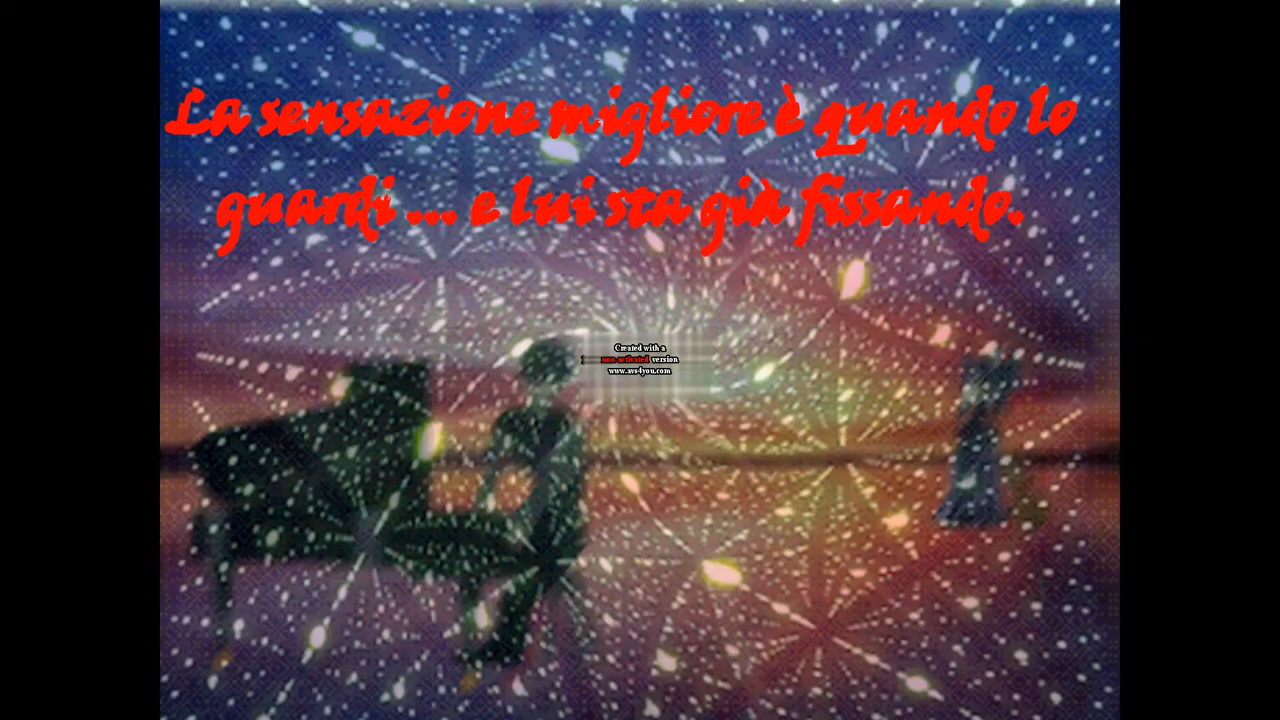 La sensazione migliore è quando lo
guardi ... e lui sta già fissando.
Created with a
non-activated version
www.avs4you.com